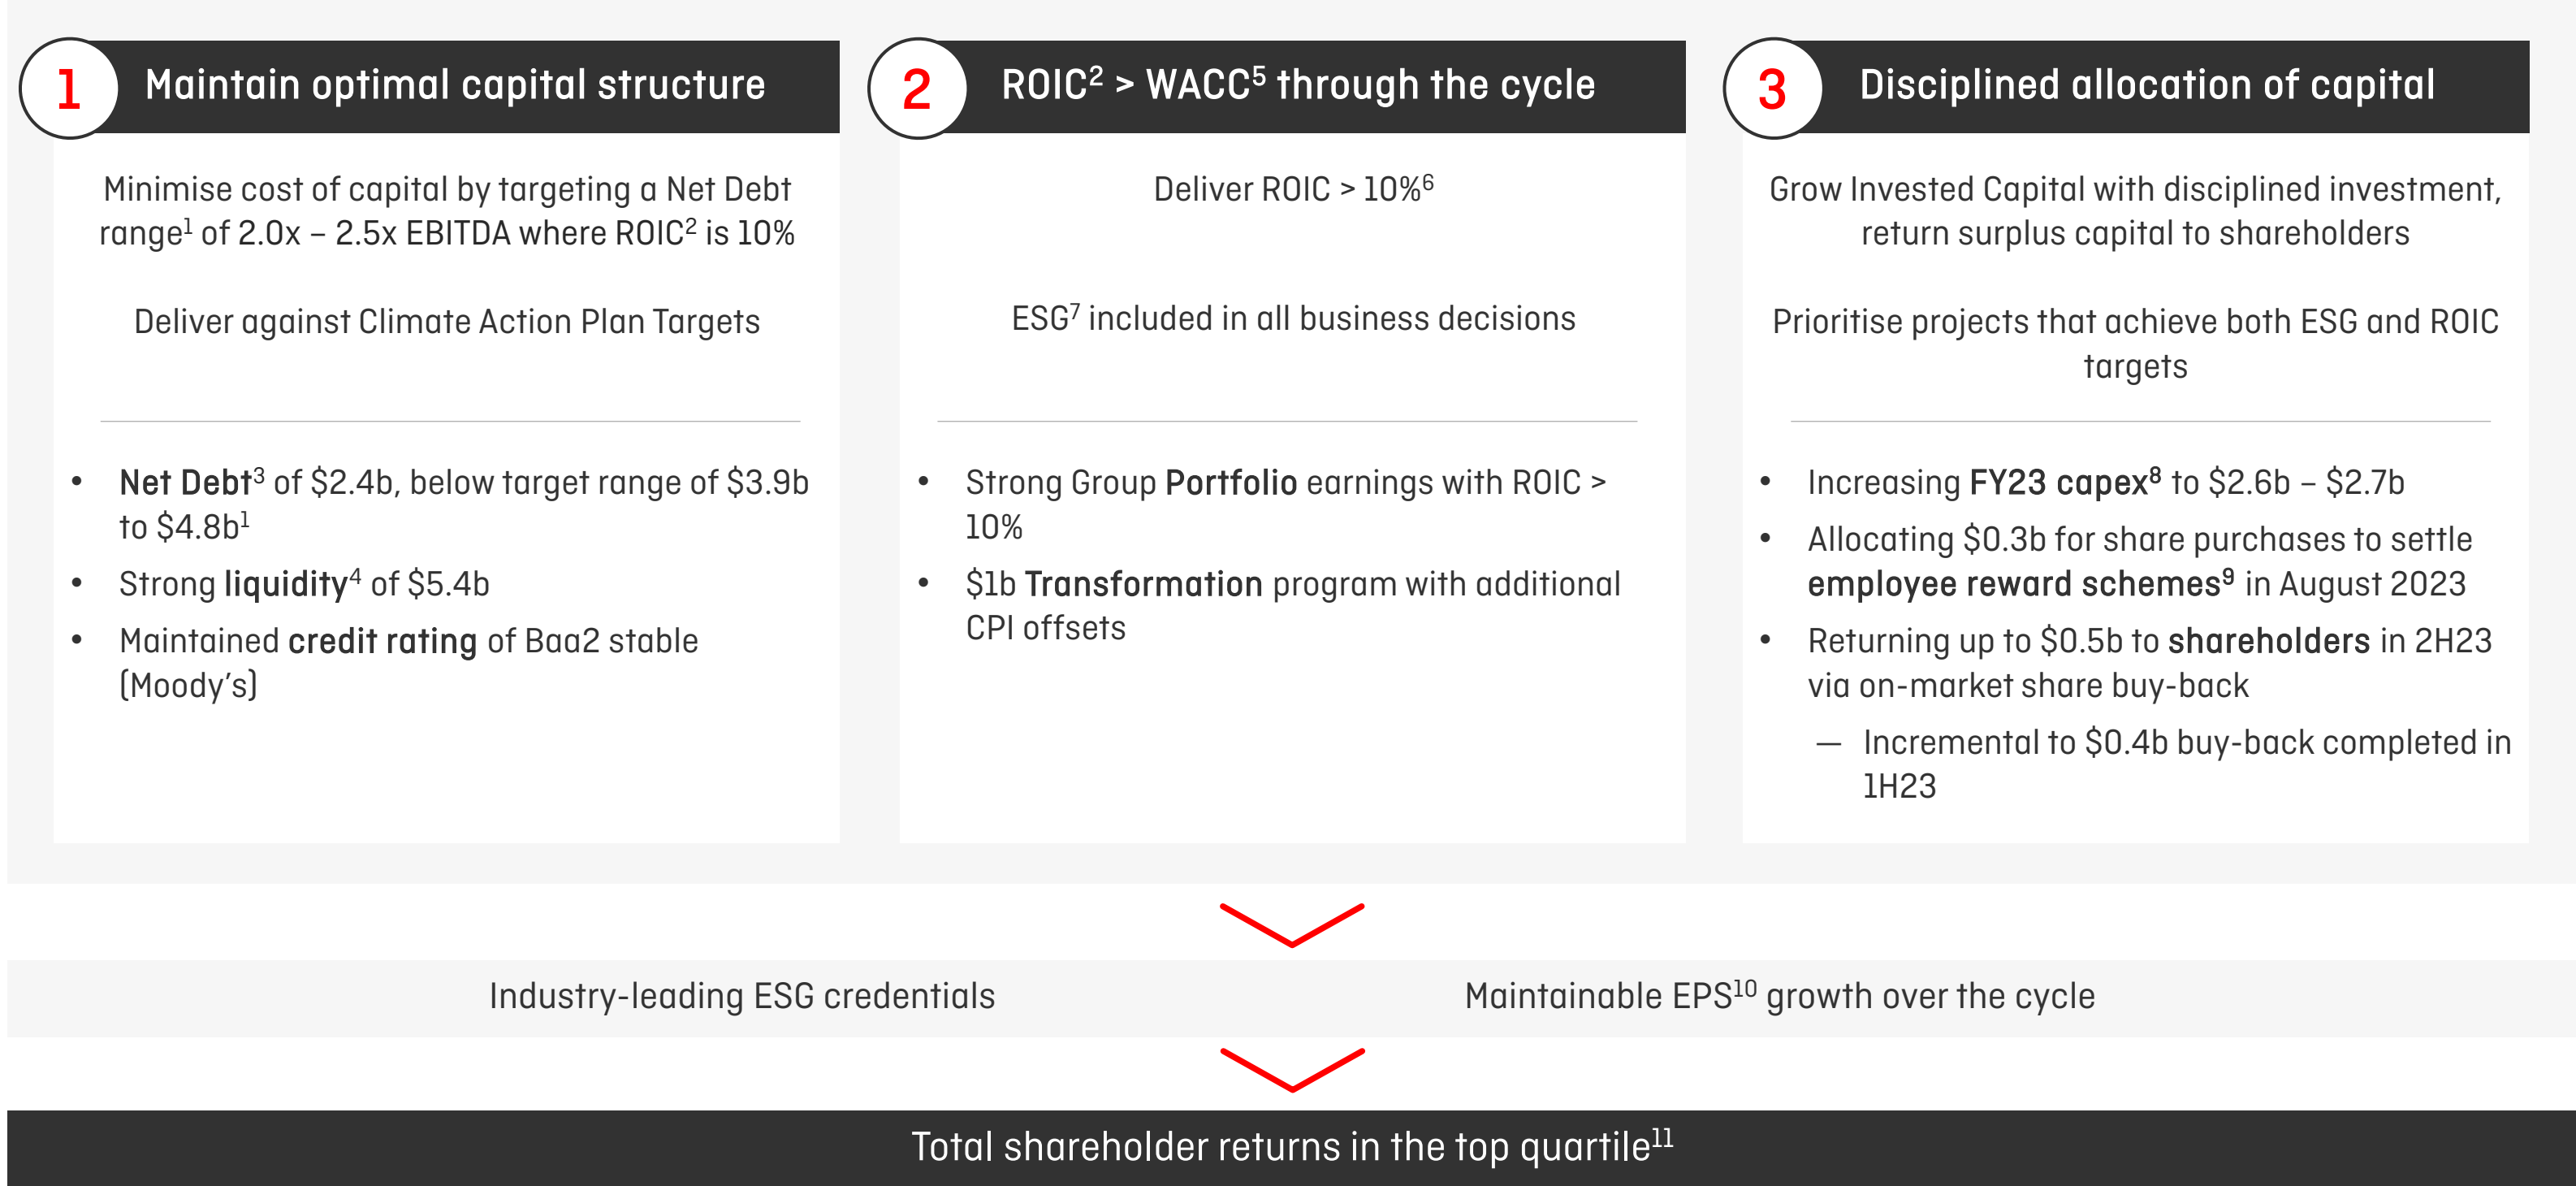 1 Maintain optimal capital structure
Minimise cost of capital by targeting a Net Debt
range¹ of 2.0x – 2.5x EBITDA where ROIC² is 10%
Deliver against Climate Action Plan Targets
• Net Debt³ of $2.4b, below target range of $3.9b
to $4.8b¹
• Strong liquidity⁴ of $5.4b
• Maintained credit rating of Baa2 stable
(Moody’s)
2 ROIC² > WACC⁵ through the cycle
Deliver ROIC > 10%⁶
ESG⁷ included in all business decisions
• Strong Group Portfolio earnings with ROIC >
10%
• $1b Transformation program with additional
CPI offsets
3 Disciplined allocation of capital
Grow Invested Capital with disciplined investment,
return surplus capital to shareholders
Prioritise projects that achieve both ESG and ROIC
targets
• Increasing FY23 capex⁸ to $2.6b – $2.7b
• Allocating $0.3b for share purchases to settle
employee reward schemes⁹ in August 2023
• Returning up to $0.5b to shareholders in 2H23
via on-market share buy-back
— Incremental to $0.4b buy-back completed in
1H23
Industry-leading ESG credentials
Maintainable EPS¹⁰ growth over the cycle
Total shareholder returns in the top quartile¹¹